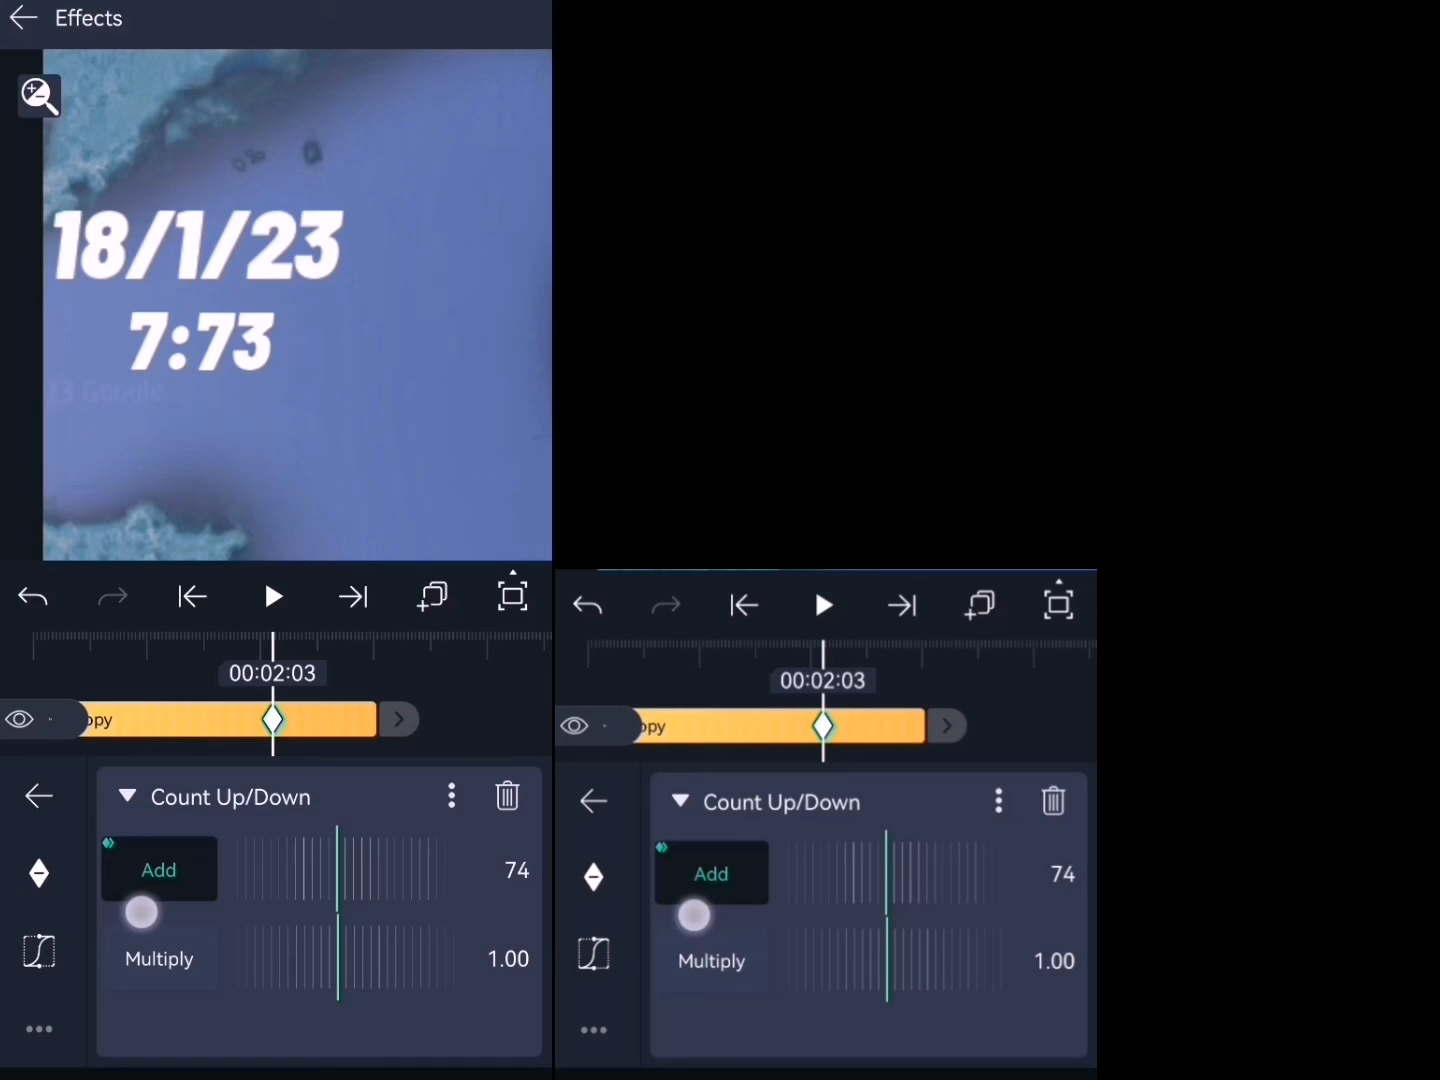 Effects
18/1/23
7:73
00:02:03
opy
Count Up/Down
Add
74
Multiply
1.00
00:02:03
opy
Count Up/Down
Add
74
Multiply
1.00